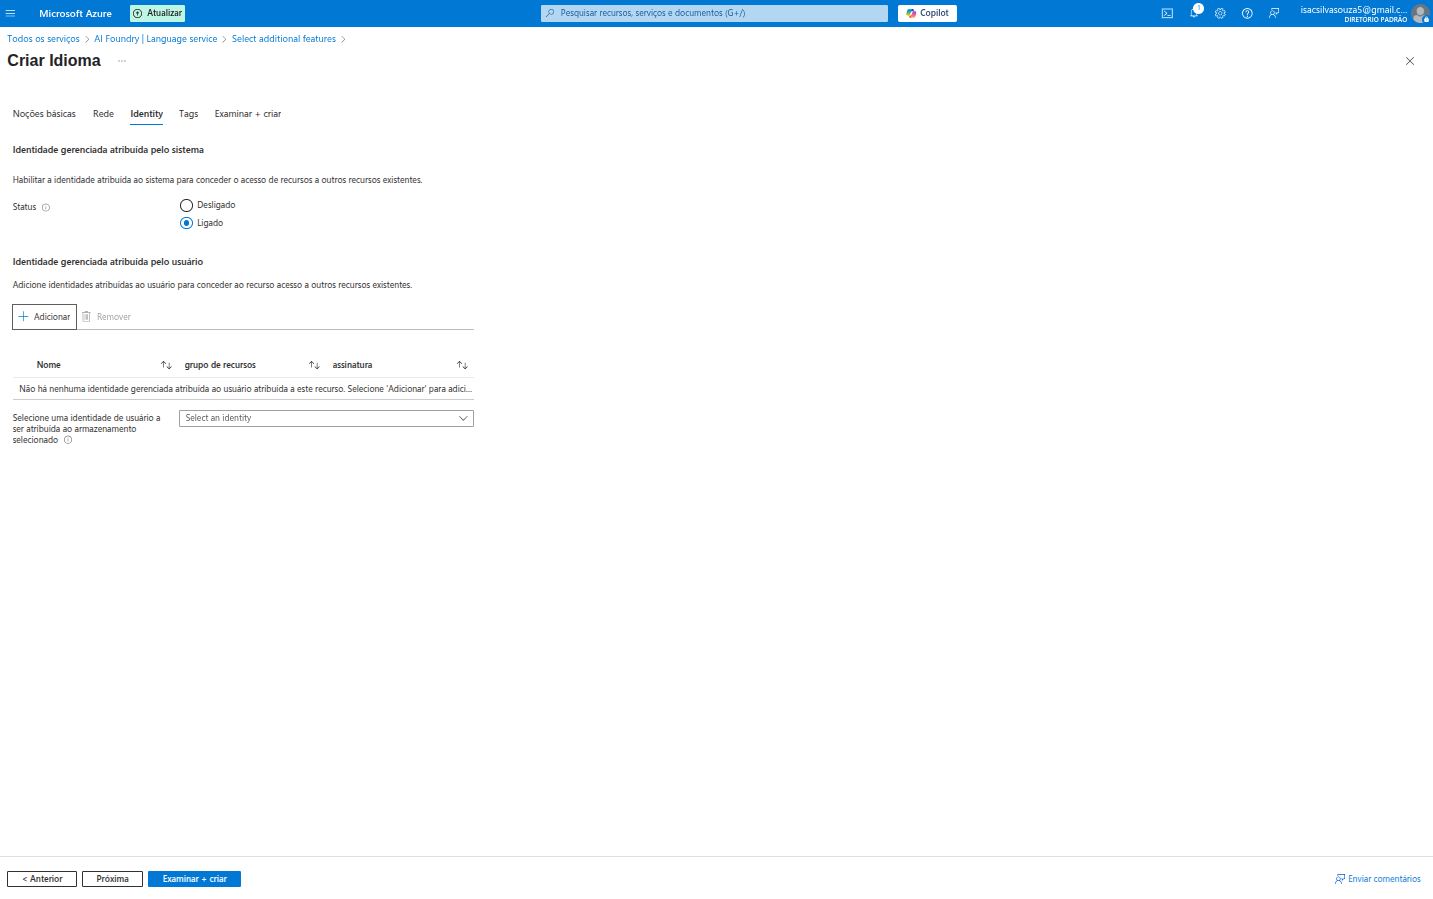 Microsoft Azure
Atualizar
Pesquisar recursos, serviços e documentos (G+/)
Copilot
1
isacsilvasouza5@gmail.c...
DIRETÓRIO PADRÃO
Todos os serviços > AI Foundry | Language service > Select additional features >
Criar Idioma ...
Noções básicas Rede Identity Tags Examinar + criar
Identidade gerenciada atribuída pelo sistema
Habilitar a identidade atribuída ao sistema para conceder o acesso de recursos a outros recursos existentes.
Status
Desligado
Ligado
Identidade gerenciada atribuída pelo usuário
Adicione identidades atribuídas ao usuário para conceder ao recurso acesso a outros recursos existentes.
Adicionar Remover
Nome grupo de recursos assinatura
Não há nenhuma identidade gerenciada atribuída ao usuário atribuída a este recurso. Selecione 'Adicionar' para adici...
Selecione uma identidade de usuário a
ser atribuída ao armazenamento
selecionado
Select an identity
< Anterior Próxima Examinar + criar
Enviar comentários